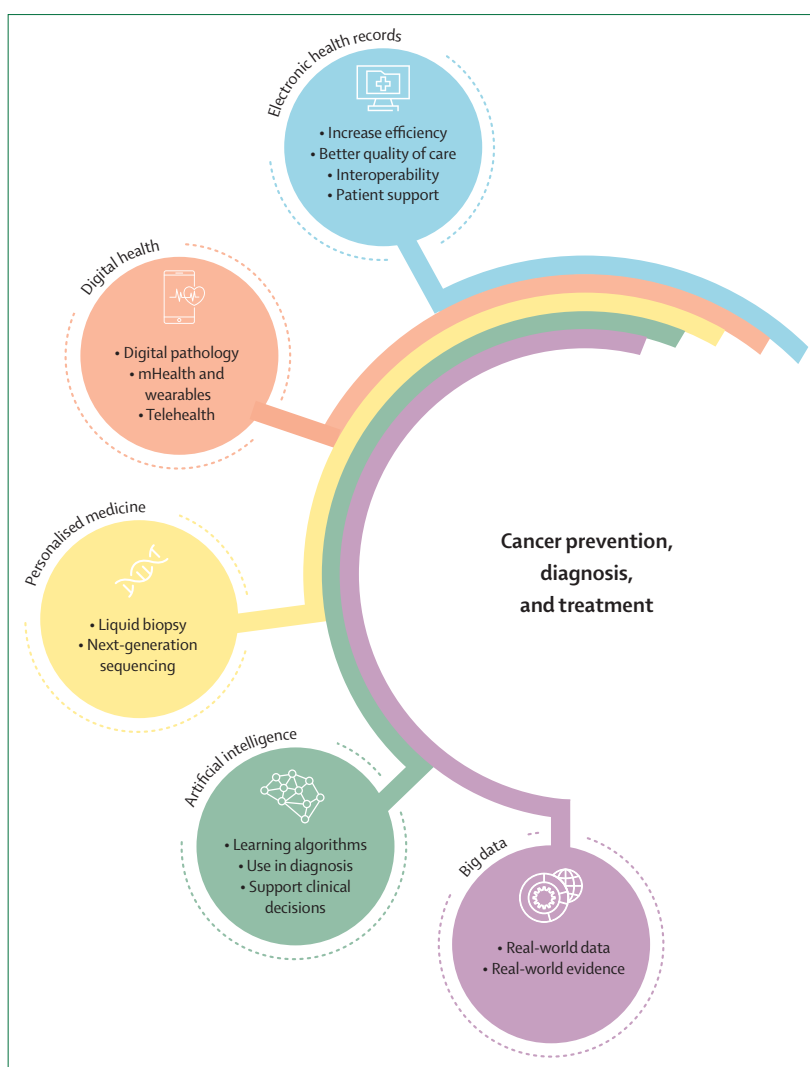 Electronic health records
• Increase efficiency
• Better quality of care
• Interoperability
• Patient support
Digital health
• Digital pathology
• mHealth and
wearables
• Telehealth
Personalised medicine
• Liquid biopsy
• Next-generation
sequencing
Cancer prevention,
diagnosis,
and treatment
Artificial intelligence
• Learning algorithms
• Use in diagnosis
• Support clinical
decisions
Big data
• Real-world data
• Real-world evidence